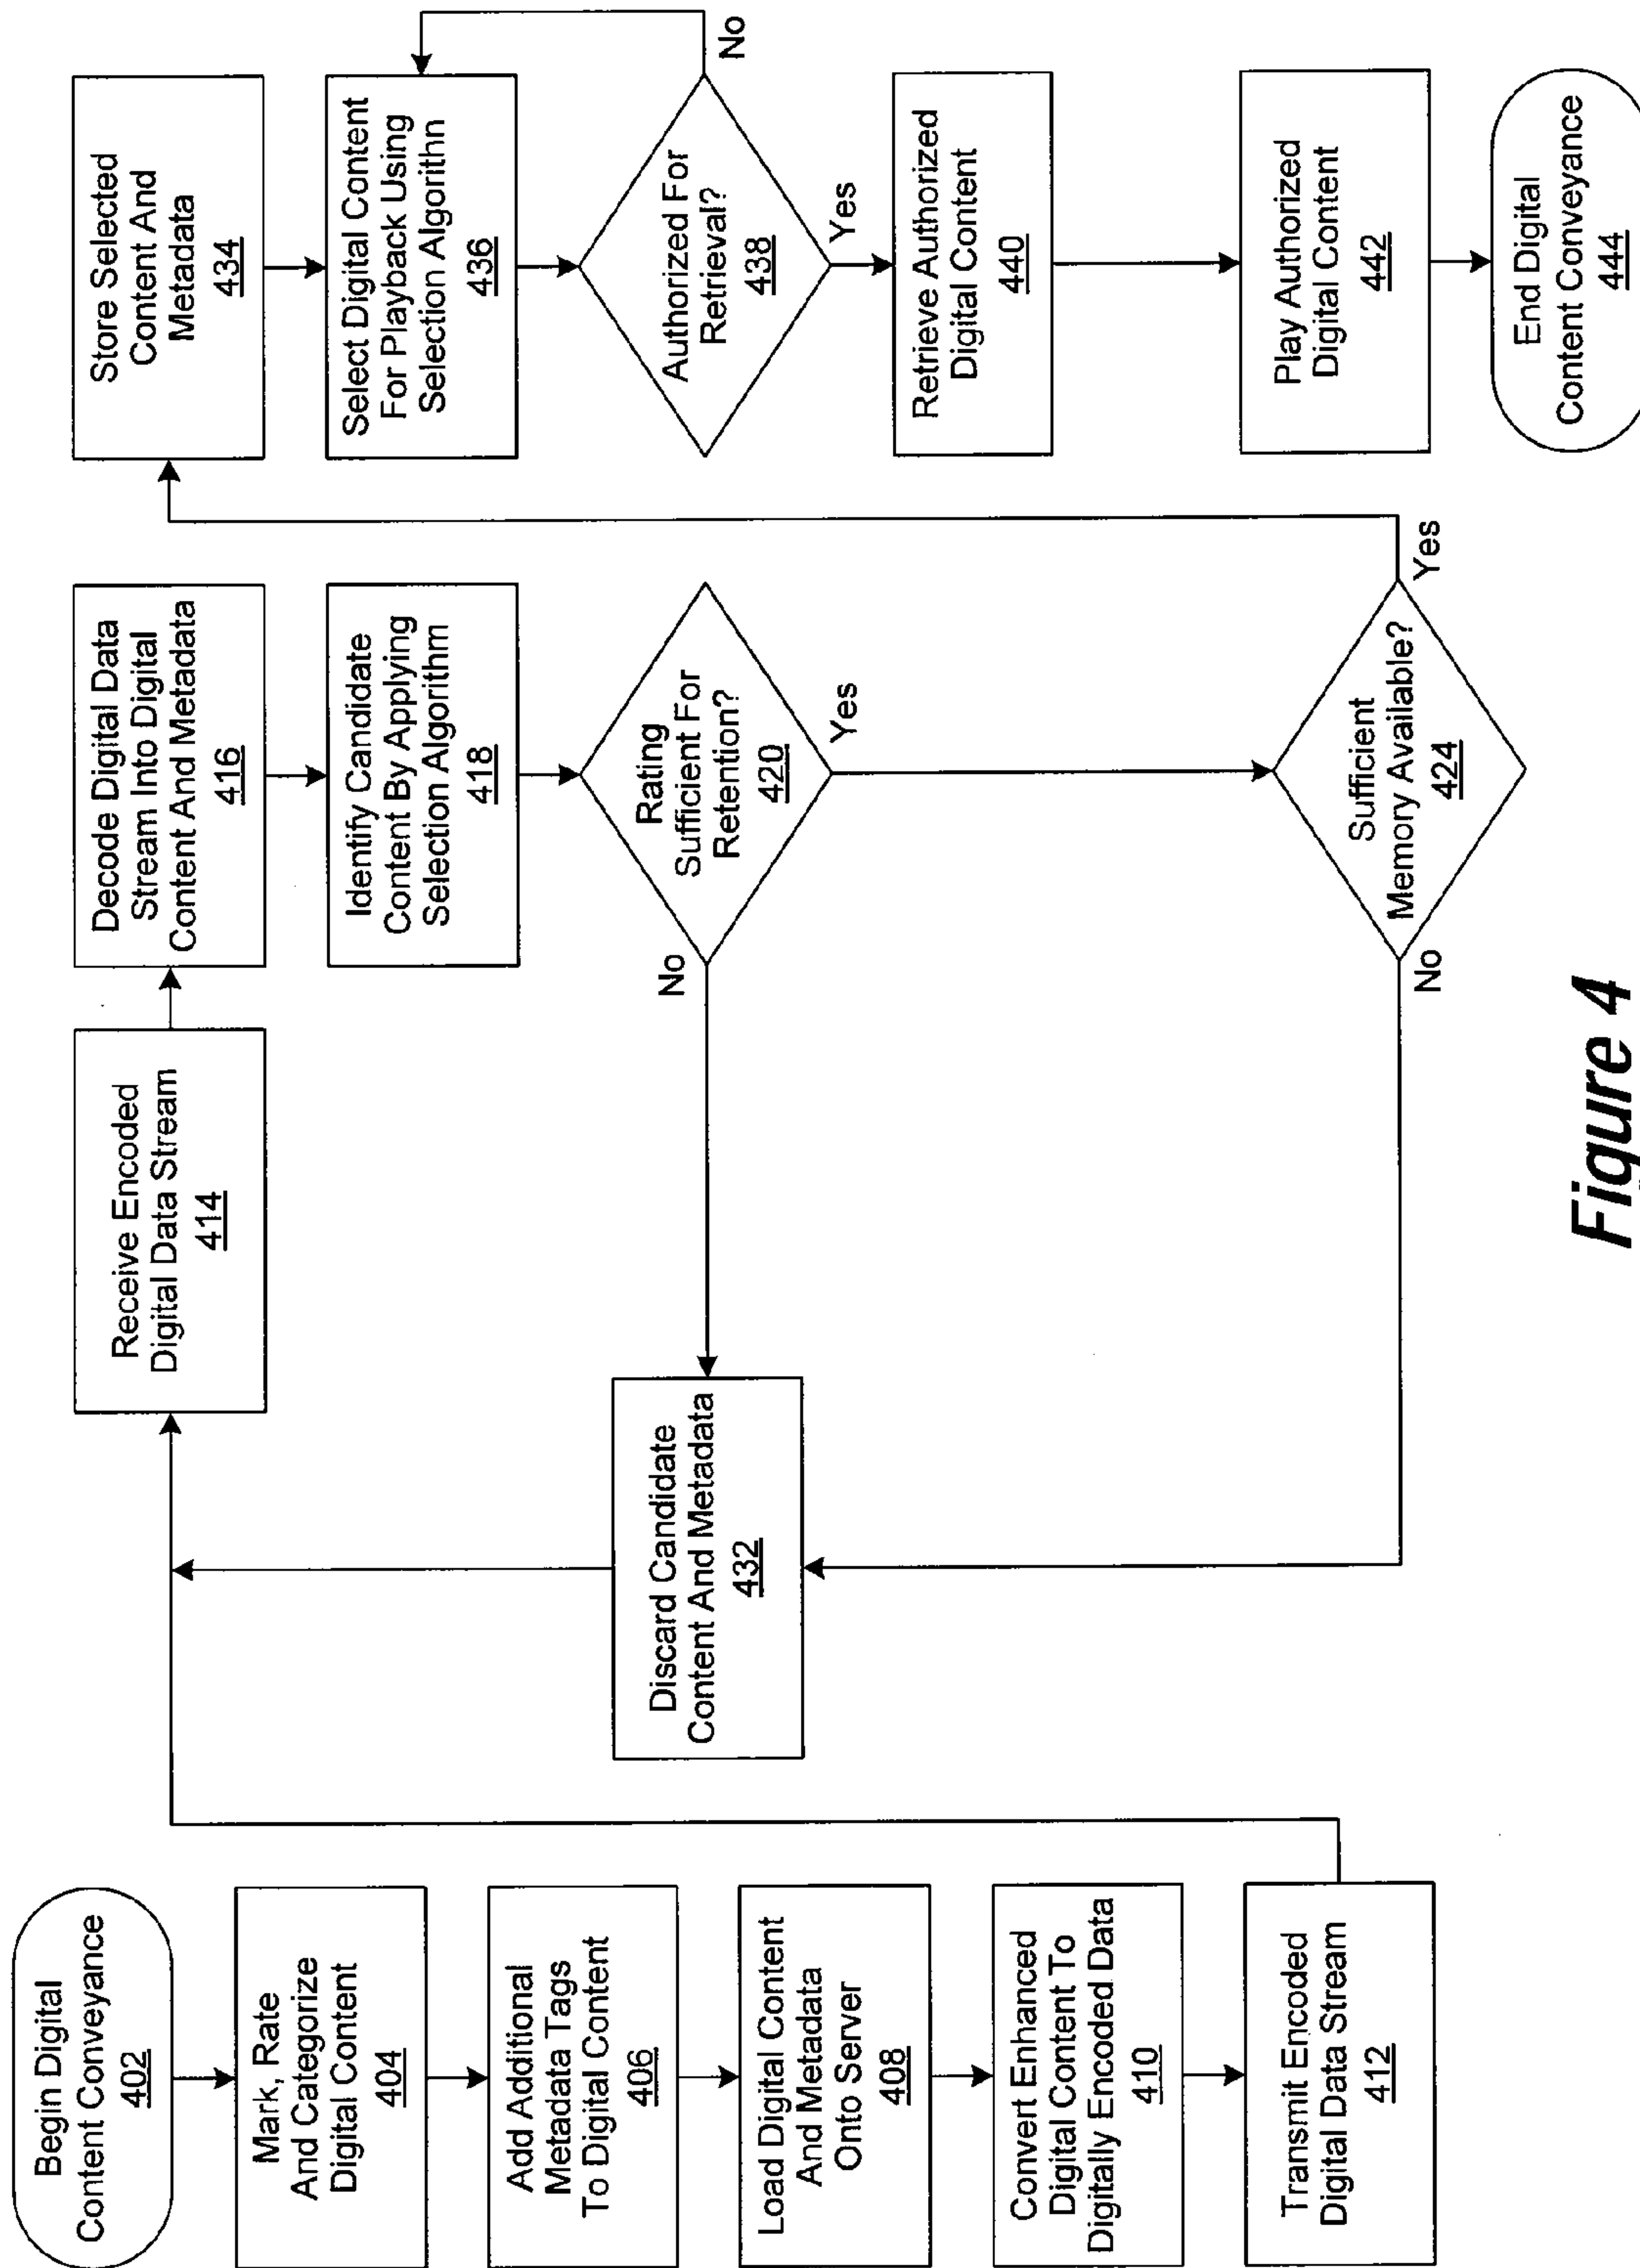 Begin Digital
Content Conveyance
402
Mark, Rate
And Categorize
Digital Content
404
Add Additional
Metadata Tags
To Digital Content
406
Load Digital Content
And Metadata
Onto Server
408
Convert Enhanced
Digital Content To
Digitally Encoded Data
410
Transmit Encoded
Digital Data Stream
412
Receive Encoded
Digital Data Stream
414
Discard Candidate
Content And Metadata
432
Decode Digital Data
Stream Into Digital
Content And Metadata
416
Identify Candidate
Content By Applying
Selection Algorithm
418
Rating
Sufficient For
Retention?
420
No
Yes
Sufficient
Memory Available?
424
No
Yes
Store Selected
Content And
Metadata
434
Select Digital Content
For Playback Using
Selection Algorithn
436
Authorized For
Retrieval?
438
No
Yes
Retrieve Authorized
Digital Content
440
Play Authorized
Digital Content
442
End Digital
Content Conveyance
444
Figure 4